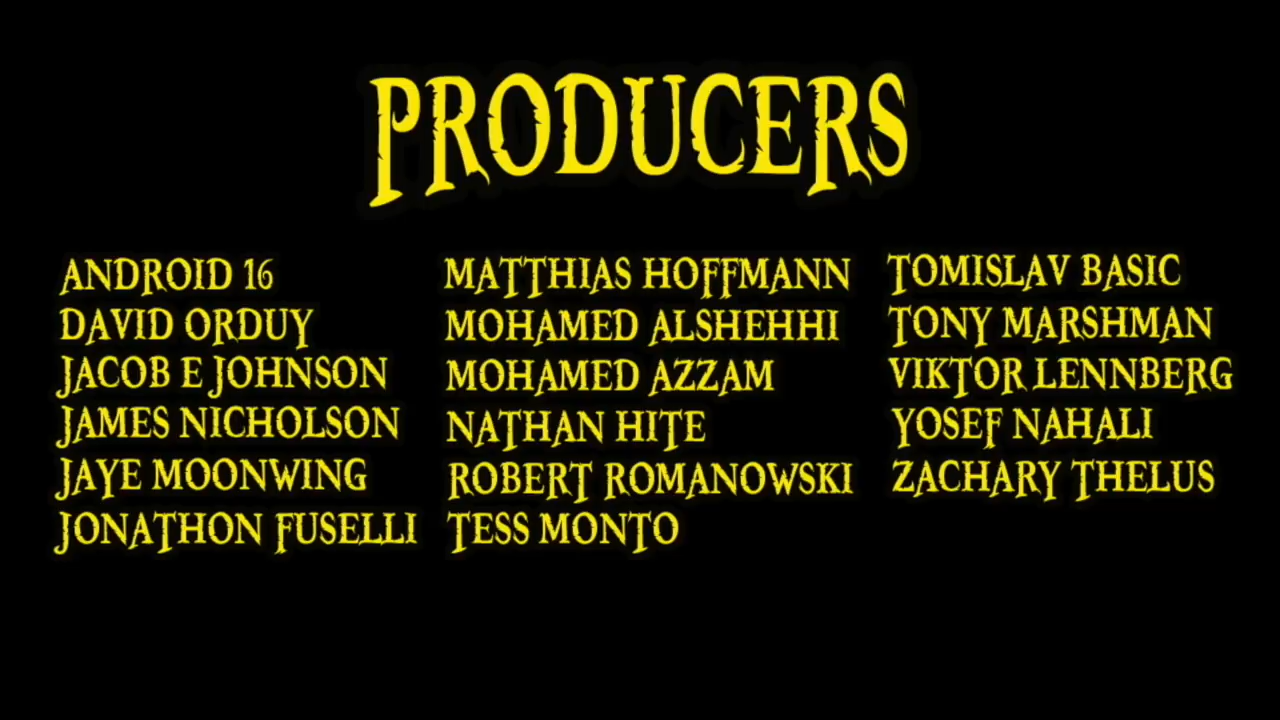 PRODUCERS
ANDROID 16
DAVID ORDUY
JACOB E JOHNSON
JAMES NICHOLSON
JAYE MOONWING
JONATHON FUSELLI
MATTHIAS HOFFMANN
MOHAMED ALSHEHHI
MOHAMED AZZAM
NATHAN HITE
ROBERT ROMANOWSKI
TESS MONTO
TOMISLAV BASIC
TONY MARSHMAN
VIKTOR LENNBERG
YOSEF NAHALI
ZACHARY THELUS